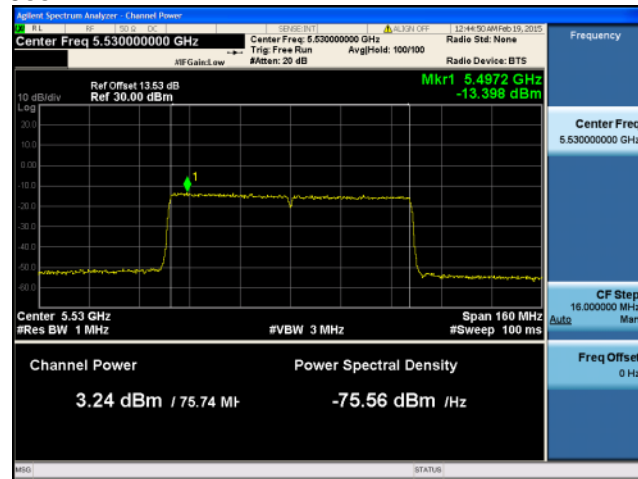 Agilent Spectrum Analyzer - Channel Power
RL RF 50 Ω DC SENSE:INT ALIGN OFF 12:44:50 AM Feb 19, 2015
Center Freq 5.530000000 GHz
Center Freq: 5.530000000 GHz
Radio Std: None
Trig: Free Run Avg|Hold: 100/100
#IFGain:Low #Atten: 20 dB Radio Device: BTS
Frequency
Mkr1 5.4972 GHz
-13.398 dBm
Ref Offset 13.53 dB
10 dB/div Ref 30.00 dBm
Log
20.0
10.0
0.00
-10.0
-20.0
-30.0
-40.0
-50.0
-60.0
1
Center 5.53 GHz Span 160 MHz
#Res BW 1 MHz #VBW 3 MHz #Sweep 100 ms
Center Freq
5.530000000 GHz
CF Step
16.000000 MHz
Auto Man
Freq Offset
0 Hz
Channel Power Power Spectral Density
3.24 dBm / 75.74 MH -75.56 dBm /Hz
MSG STATUS